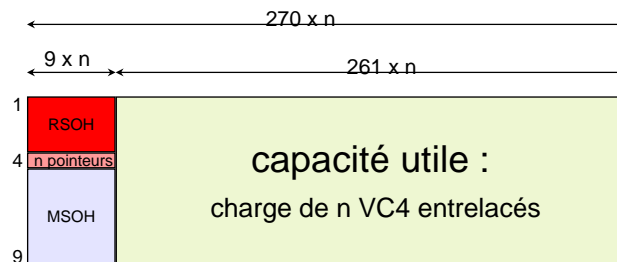 270 x n
9 x n
261 x n
1
RSOH
4
n pointeurs
capacité utile :
charge de n VC4 entrelacés
MSOH
9